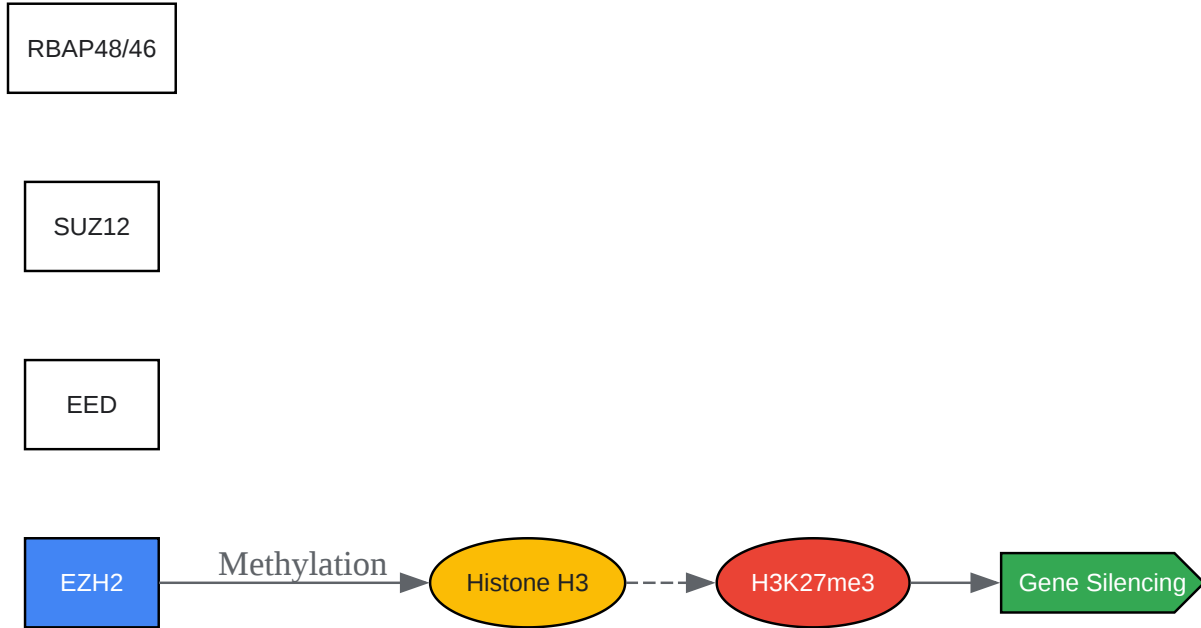 RBAP48/46
SUZ12
EED
EZH2
Methylation
Histone H3
H3K27me3
Gene Silencing